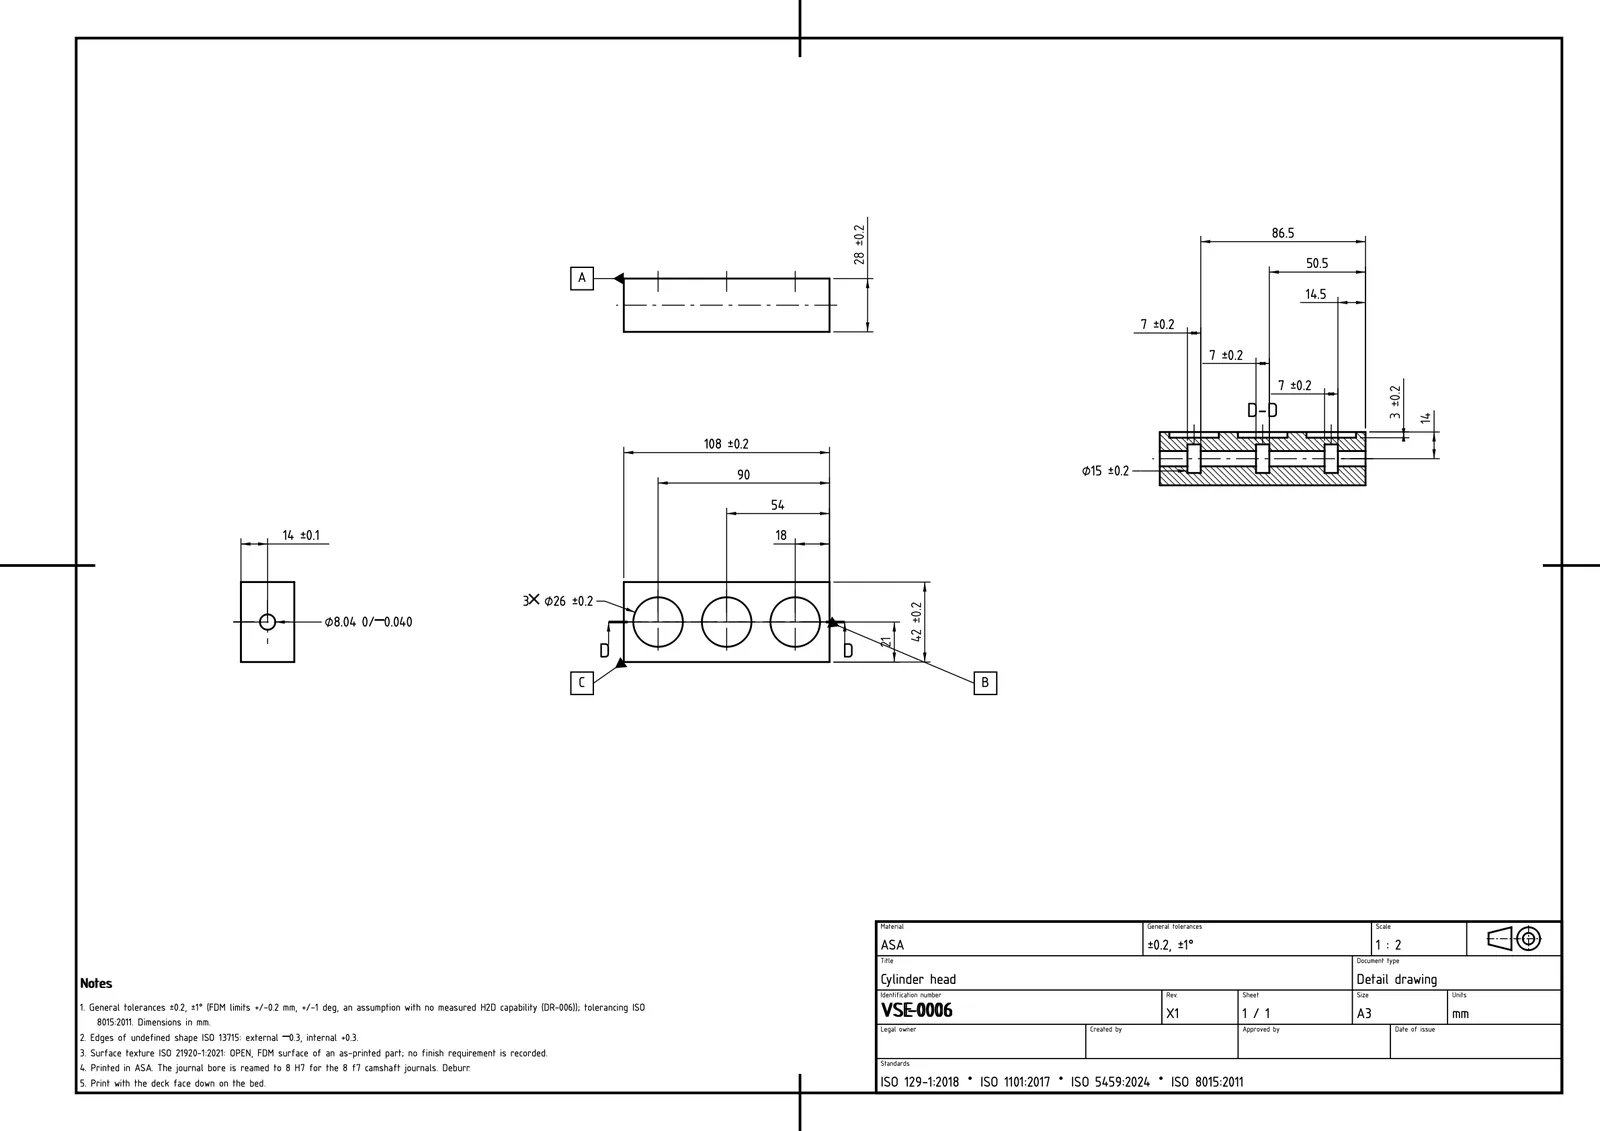 86.5
50.5
28 ±0.2
A
14.5
7 ±0.2
7 ±0.2
7 ±0.2
3 ±0.2
D-D
14
108 ±0.2
90
Ø15 ±0.2
54
14 ±0.1
18
3× Ø26 ±0.2
Ø8.04 0/−0.040
42 ±0.2
21
D
D
C
B
Material
General tolerances
Scale
ASA
±0.2, ±1°
1 : 2
Title
Document type
Cylinder head
Detail drawing
Identification number
Rev.
Sheet
Size
Units
VSE-0006
X1
1 / 1
A3
mm
Legal owner
Created by
Approved by
Date of issue
Standards
ISO 129-1:2018 • ISO 1101:2017 • ISO 5459:2024 • ISO 8015:2011
Notes
1. General tolerances ±0.2, ±1° (FDM limits +/-0.2 mm, +/-1 deg, an assumption with no measured H2D capability (DR-006)); tolerancing ISO
8015:2011. Dimensions in mm.
2. Edges of undefined shape ISO 13715: external −0.3, internal +0.3.
3. Surface texture ISO 21920-1:2021: OPEN, FDM surface of an as-printed part; no finish requirement is recorded.
4. Printed in ASA. The journal bore is reamed to 8 H7 for the 8 f7 camshaft journals. Deburr.
5. Print with the deck face down on the bed.